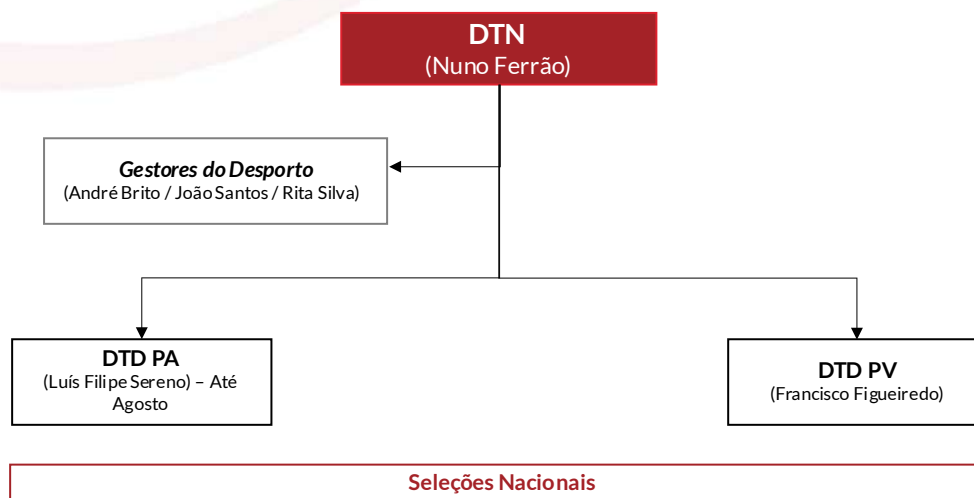 DTN
(Nuno Ferrão)
Gestores do Desporto
(André Brito / João Santos / Rita Silva)
DTD PA
(Luís Filipe Sereno) – Até
Agosto
DTD PV
(Francisco Figueiredo)
Seleções Nacionais